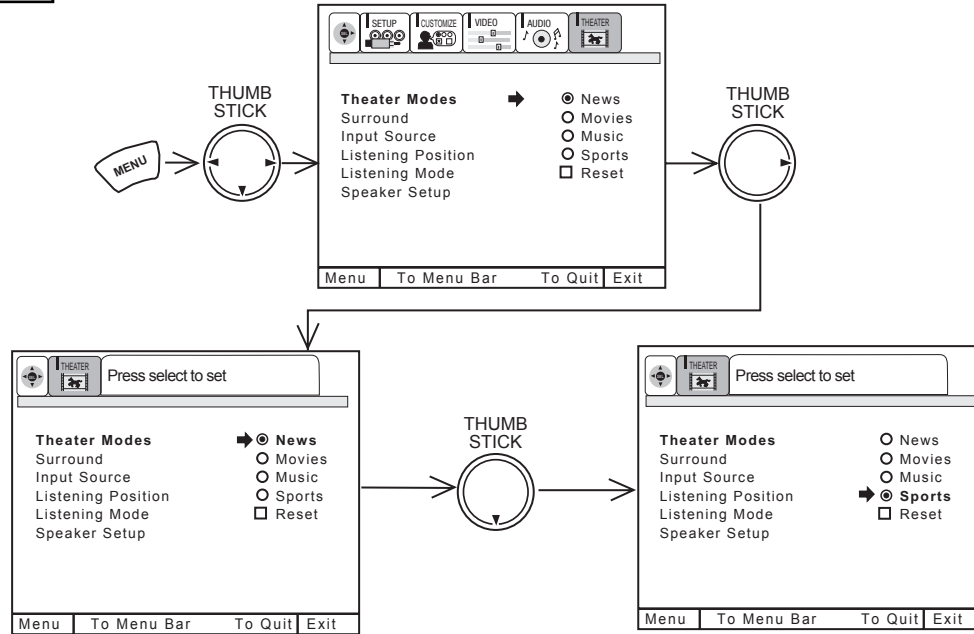 SETUP CUSTOMIZE VIDEO AUDIO THEATER
THUMB
STICK
MENU
Theater Modes News
Surround Movies
Input Source Music
Listening Position Sports
Listening Mode Reset
Speaker Setup
Menu To Menu Bar To Quit Exit
THUMB
STICK
THEATER Press select to set
Theater Modes News
Surround Movies
Input Source Music
Listening Position Sports
Listening Mode Reset
Speaker Setup
Menu To Menu Bar To Quit Exit
THUMB
STICK
THEATER Press select to set
Theater Modes News
Surround Movies
Input Source Music
Listening Position Sports
Listening Mode Reset
Speaker Setup
Menu To Menu Bar To Quit Exit